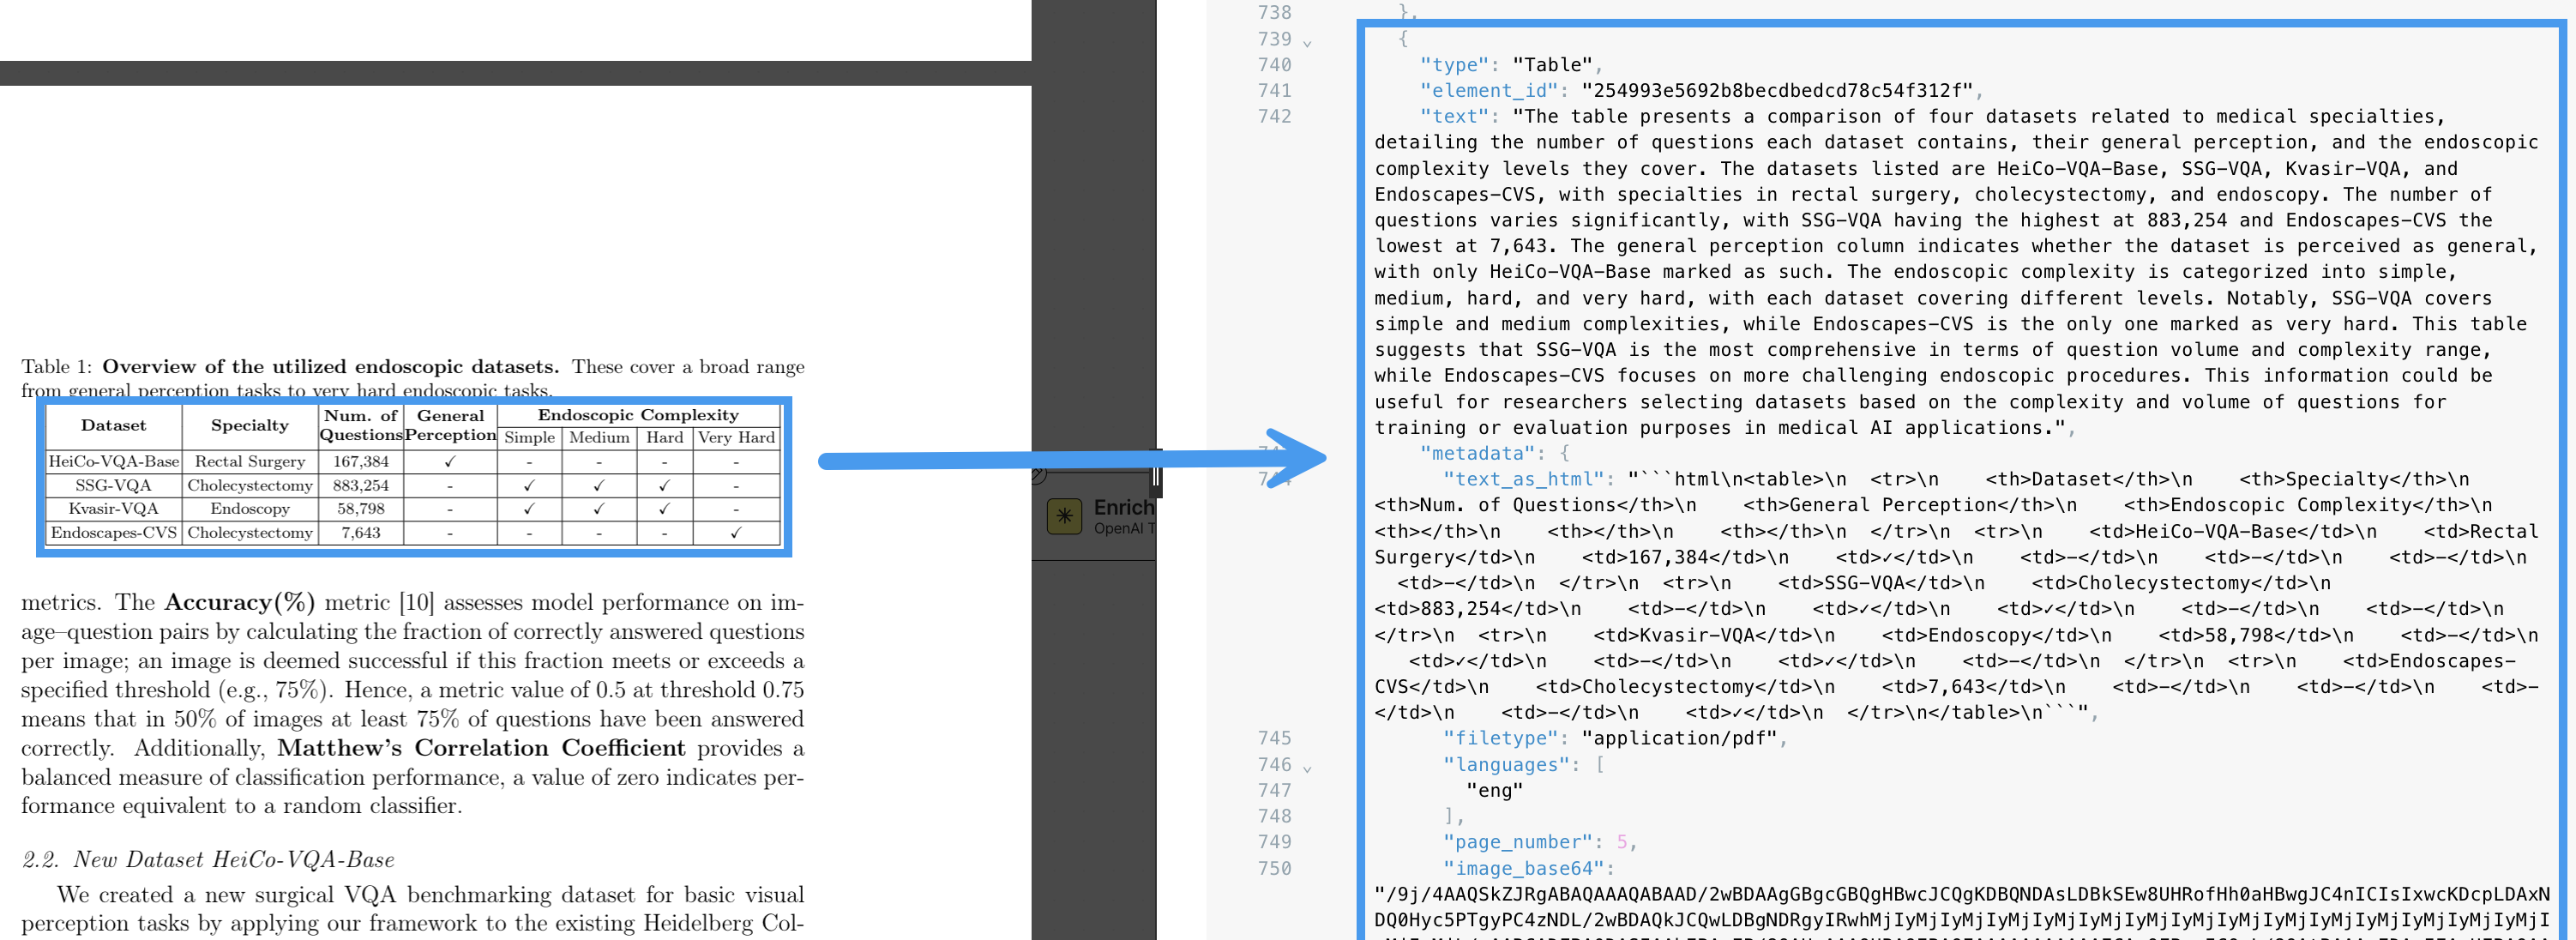 Table 1: Overview of the utilized endoscopic datasets. These cover a broad range
from general perception tasks to very hard endoscopic tasks.
Dataset Specialty Num. of Questions General Perception Endoscopic Complexity
Simple Medium Hard Very Hard
HeiCo-VQA-Base Rectal Surgery 167,384 ✓ - - - -
SSG-VQA Cholecystectomy 883,254 - ✓ ✓ ✓ -
Kvasir-VQA Endoscopy 58,798 - ✓ ✓ ✓ -
Endoscapes-CVS Cholecystectomy 7,643 - - - - ✓
metrics. The Accuracy(%) metric [10] assesses model performance on im-
age–question pairs by calculating the fraction of correctly answered questions
per image; an image is deemed successful if this fraction meets or exceeds a
specified threshold (e.g., 75%). Hence, a metric value of 0.5 at threshold 0.75
means that in 50% of images at least 75% of questions have been answered
correctly. Additionally, Matthew's Correlation Coefficient provides a
balanced measure of classification performance, a value of zero indicates per-
formance equivalent to a random classifier.
2.2. New Dataset HeiCo-VQA-Base
We created a new surgical VQA benchmarking dataset for basic visual
perception tasks by applying our framework to the existing Heidelberg Col-
Enrich
OpenAI T
738 },
739 {
740 "type": "Table",
741 "element_id": "254993e5692b8becdbedcd78c54f312f",
742 "text": "The table presents a comparison of four datasets related to medical specialties,
detailing the number of questions each dataset contains, their general perception, and the endoscopic
complexity levels they cover. The datasets listed are HeiCo-VQA-Base, SSG-VQA, Kvasir-VQA, and
Endoscapes-CVS, with specialties in rectal surgery, cholecystectomy, and endoscopy. The number of
questions varies significantly, with SSG-VQA having the highest at 883,254 and Endoscapes-CVS the
lowest at 7,643. The general perception column indicates whether the dataset is perceived as general,
with only HeiCo-VQA-Base marked as such. The endoscopic complexity is categorized into simple,
medium, hard, and very hard, with each dataset covering different levels. Notably, SSG-VQA covers
simple and medium complexities, while Endoscapes-CVS is the only one marked as very hard. This table
suggests that SSG-VQA is the most comprehensive in terms of question volume and complexity range,
while Endoscapes-CVS focuses on more challenging endoscopic procedures. This information could be
useful for researchers selecting datasets based on the complexity and volume of questions for
training or evaluation purposes in medical AI applications.",
"metadata": {
"text_as_html": "```html\n<table>\n  <tr>\n    <th>Dataset</th>\n    <th>Specialty</th>\n
<th>Num. of Questions</th>\n    <th>General Perception</th>\n    <th>Endoscopic Complexity</th>\n
<th></th>\n    <th></th>\n    <th></th>\n  </tr>\n  <tr>\n    <td>HeiCo-VQA-Base</td>\n    <td>Rectal
Surgery</td>\n    <td>167,384</td>\n    <td>✓</td>\n    <td>-</td>\n    <td>-</td>\n    <td>-</td>\n
<td>-</td>\n  </tr>\n  <tr>\n    <td>SSG-VQA</td>\n    <td>Cholecystectomy</td>\n
<td>883,254</td>\n    <td>-</td>\n    <td>✓</td>\n    <td>✓</td>\n    <td>-</td>\n    <td>-</td>\n
</tr>\n  <tr>\n    <td>Kvasir-VQA</td>\n    <td>Endoscopy</td>\n    <td>58,798</td>\n    <td>-</td>\n
<td>✓</td>\n    <td>-</td>\n    <td>✓</td>\n    <td>-</td>\n  </tr>\n  <tr>\n    <td>Endoscapes-
CVS</td>\n    <td>Cholecystectomy</td>\n    <td>7,643</td>\n    <td>-</td>\n    <td>-</td>\n    <td>-
</td>\n    <td>-</td>\n    <td>✓</td>\n  </tr>\n</table>\n```",
745 "filetype": "application/pdf",
746 "languages": [
747 "eng"
748 ],
749 "page_number": 5,
750 "image_base64":